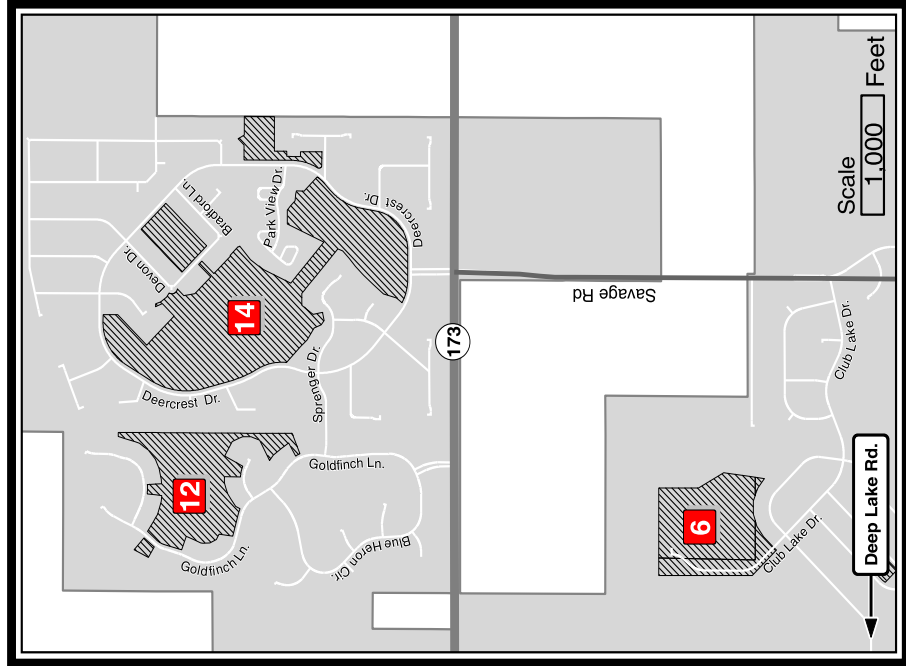 Bradford Ln.
Park View Dr.
Devon Dr.
Deercrest Dr.
14
Sprenger Dr.
Deercrest Dr.
12
Goldfinch Ln.
Goldfinch Ln.
Blue Heron Cir.
173
Savage Rd
Scale
1,000 Feet
Club Lake Dr.
6
Club Lake Dr.
Deep Lake Rd.